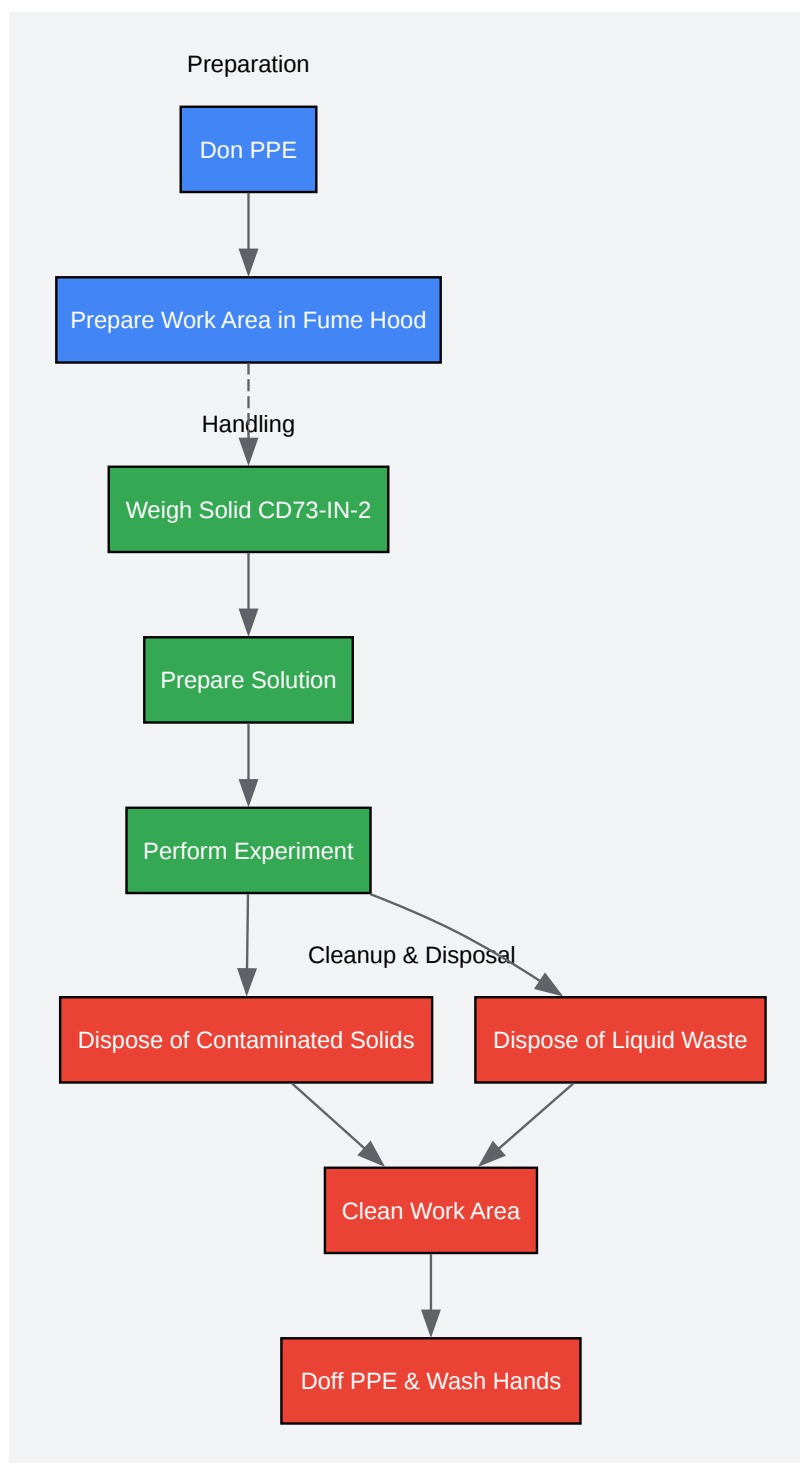 Preparation
Don PPE
Prepare Work Area in Fume Hood
Handling
Weigh Solid CD73-IN-2
Prepare Solution
Perform Experiment
Cleanup & Disposal
Dispose of Contaminated Solids
Dispose of Liquid Waste
Clean Work Area
Doff PPE & Wash Hands